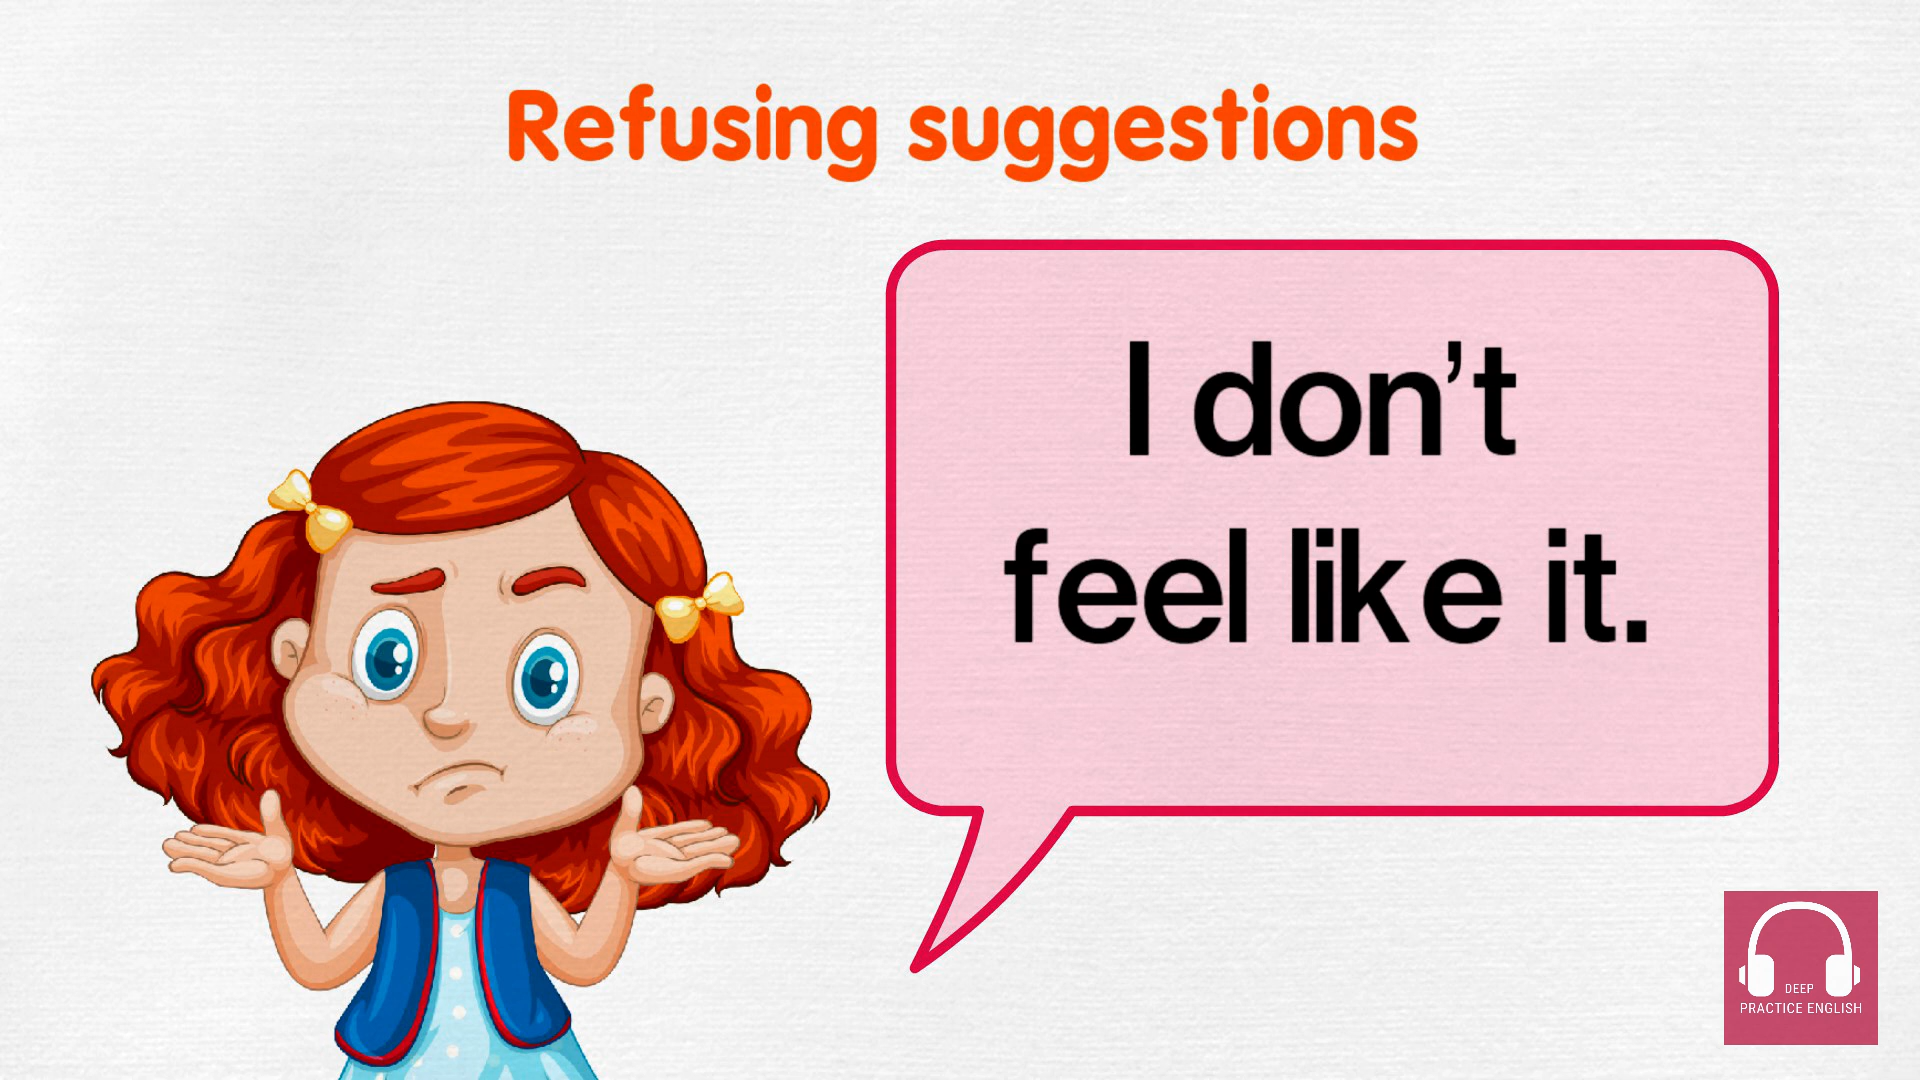 Refusing suggestions
I don’t
feel like it.
DEEP
PRACTICE ENGLISH